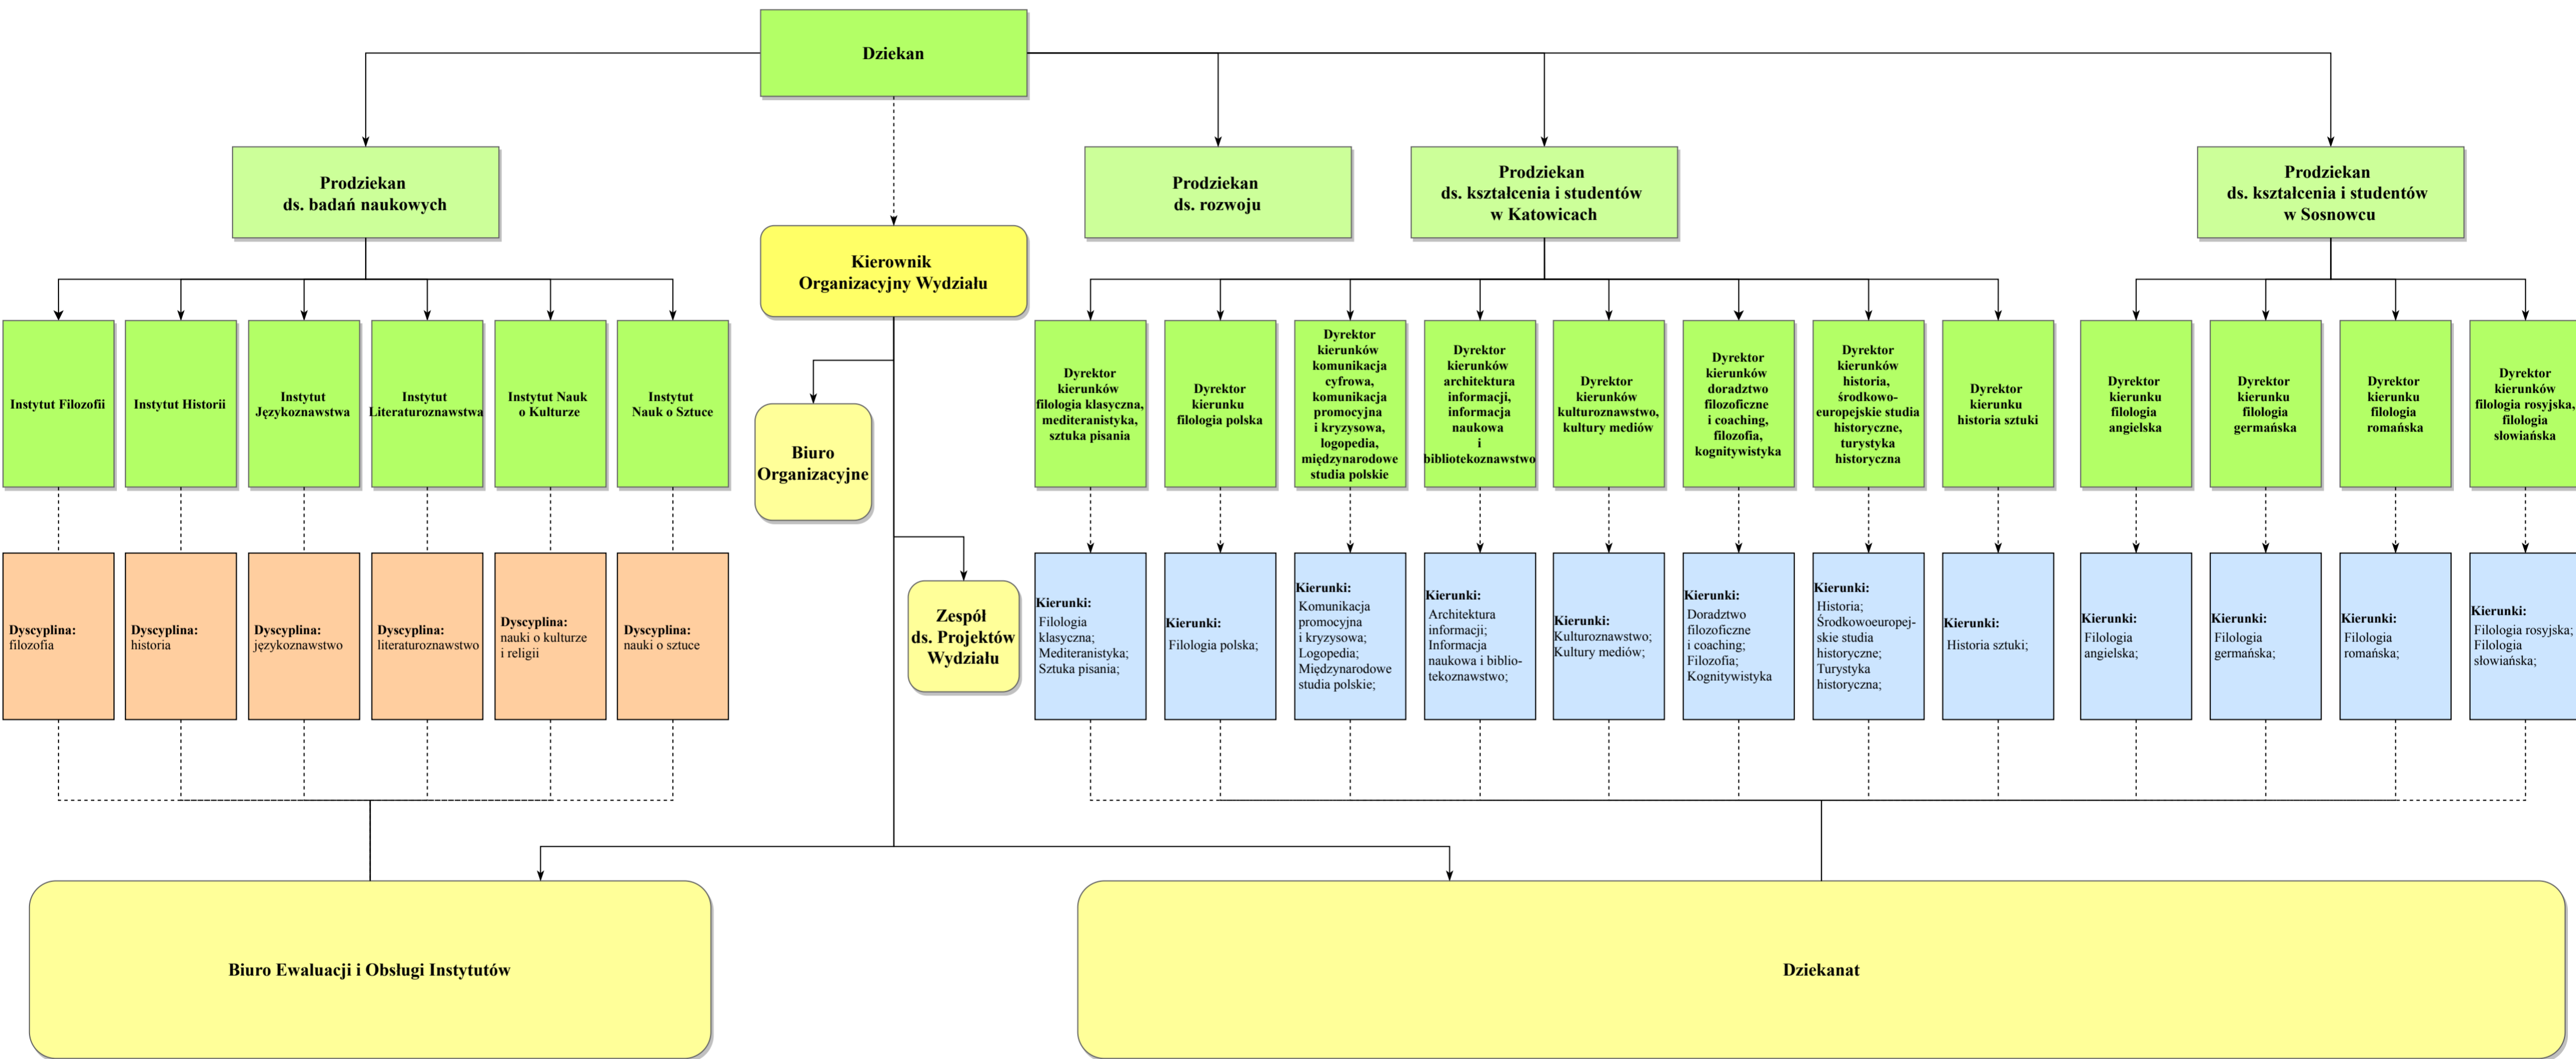 Dziekan
Prodziekan
ds. badań naukowych
Prodziekan
ds. rozwoju
Prodziekan
ds. kształcenia i studentów
w Katowicach
Prodziekan
ds. kształcenia i studentów
w Sosnowcu
Kierownik
Organizacyjny Wydziału
Instytut Filozofii
Instytut Historii
Instytut
Językoznawstwa
Instytut
Literaturoznawstwa
Instytut Nauk
o Kulturze
Instytut
Nauk o Sztuce
Biuro
Organizacyjne
Zespół
ds. Projektów
Wydziału
Dyrektor
kierunków
filologia klasyczna,
mediteranistyka,
sztuka pisania
Dyrektor
kierunku
filologia polska
Dyrektor
kierunków
komunikacja
cyfrowa,
komunikacja
promocyjna
i kryzysowa,
logopedia,
międzynarodowe
studia polskie
Dyrektor
kierunków
architektura
informacji,
informacja
naukowa
i
bibliotekoznawstwo
Dyrektor
kierunków
kulturoznawstwo,
kultury mediów
Dyrektor
kierunków
doradztwo
filozoficzne
i coaching,
filozofia,
kognitywistyka
Dyrektor
kierunków
historia,
środkowo-
europejskie studia
historyczne,
turystyka
historyczna
Dyrektor
kierunku
historia sztuki
Dyrektor
kierunku
filologia
angielska
Dyrektor
kierunku
filologia
germańska
Dyrektor
kierunku
filologia
romańska
Dyrektor
kierunków
filologia rosyjska,
filologia
słowiańska
Dyscyplina:
filozofia
Dyscyplina:
historia
Dyscyplina:
językoznawstwo
Dyscyplina:
literaturoznawstwo
Dyscyplina:
nauki o kulturze
i religii
Dyscyplina:
nauki o sztuce
Kierunki:
Filologia
klasyczna;
Mediteranistyka;
Sztuka pisania;
Kierunki:
Filologia polska;
Kierunki:
Komunikacja
promocyjna
i kryzysowa;
Logopedia;
Międzynarodowe
studia polskie;
Kierunki:
Architektura
informacji;
Informacja
naukowa i biblio-
tekoznawstwo;
Kierunki:
Kulturoznawstwo;
Kultury mediów;
Kierunki:
Doradztwo
filozoficzne
i coaching;
Filozofia;
Kognitywistyka
Kierunki:
Historia;
Środkowoeuropej-
skie studia
historyczne;
Turystyka
historyczna;
Kierunki:
Historia sztuki;
Kierunki:
Filologia
angielska;
Kierunki:
Filologia
germańska;
Kierunki:
Filologia
romańska;
Kierunki:
Filologia rosyjska;
Filologia
słowiańska;
Biuro Ewaluacji i Obsługi Instytutów
Dziekanat